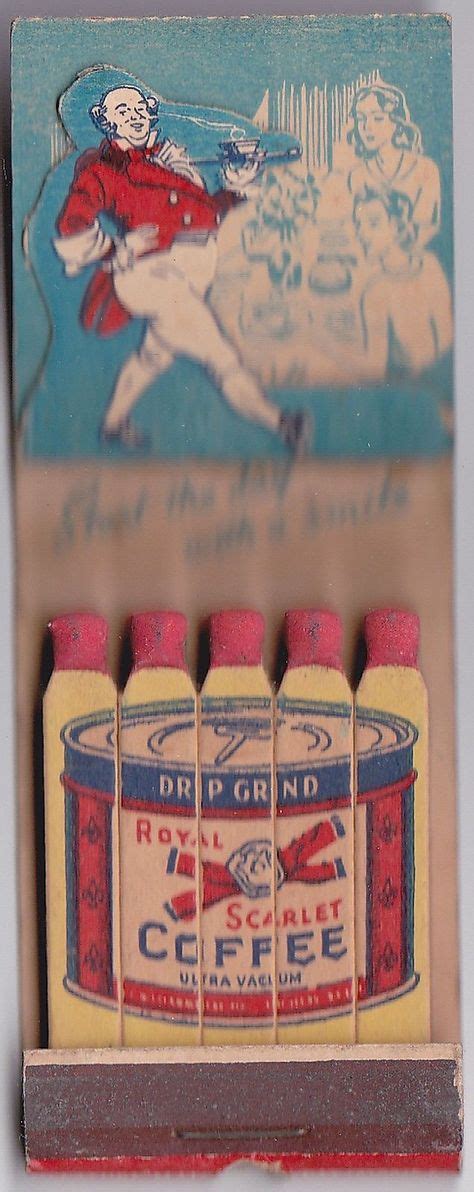 Start the day
with a smile
DRIP GRIND
ROYAL
SCARLET
COFFEE
ULTRA VACUUM